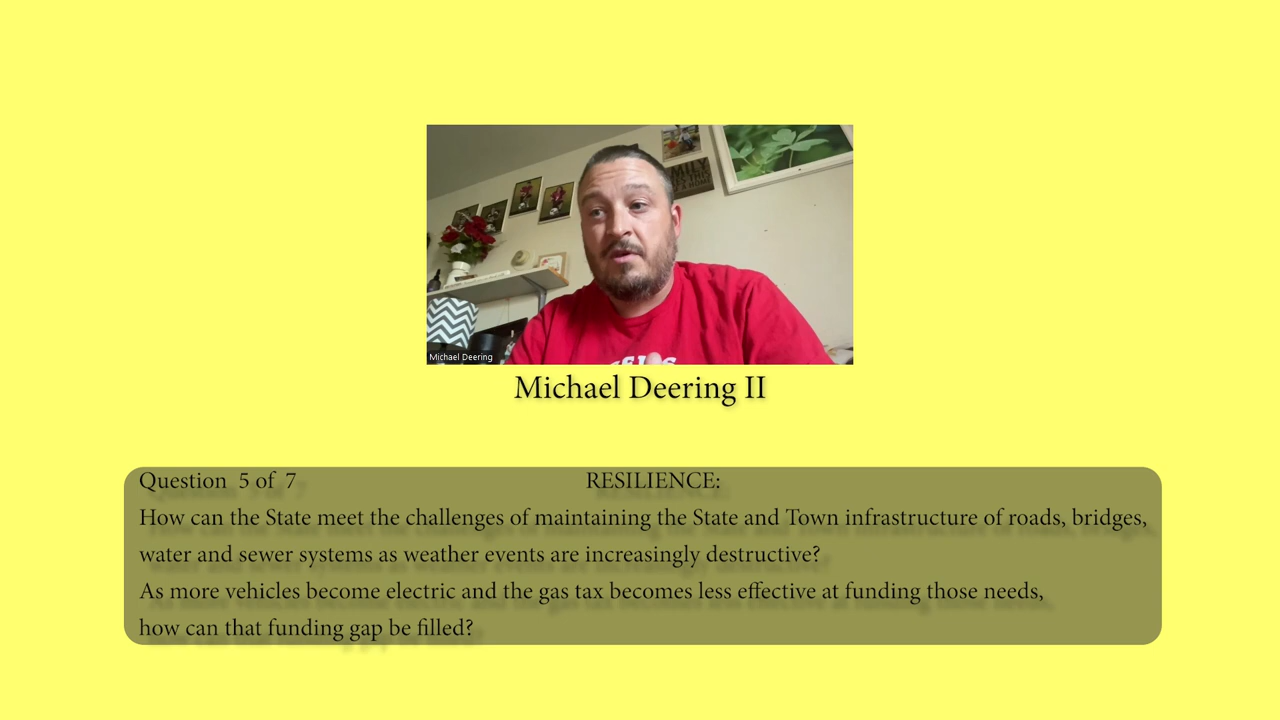 MILY
Michael Deering
Michael Deering II
Question 5 of 7 RESILIENCE:
How can the State meet the challenges of maintaining the State and Town infrastructure of roads, bridges,
water and sewer systems as weather events are increasingly destructive?
As more vehicles become electric and the gas tax becomes less effective at funding those needs,
how can that funding gap be filled?